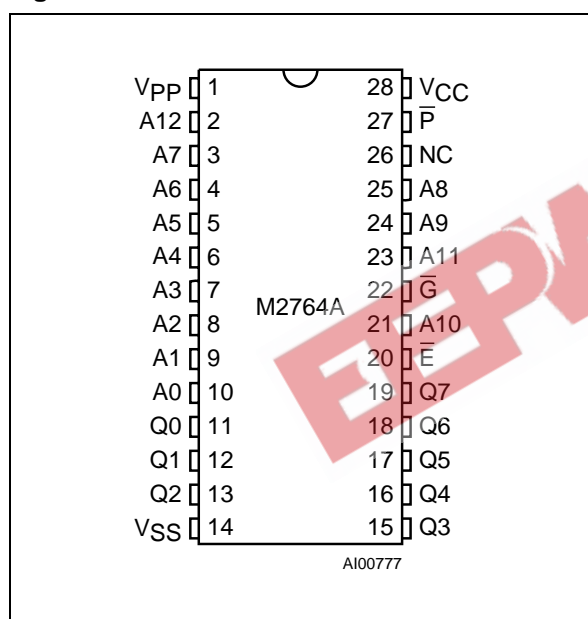 VPP 1 28 VCC
A12 2 27 P̅
A7 3 26 NC
A6 4 25 A8
A5 5 24 A9
A4 6 23 A11
A3 7 22 G̅
M2764A
A2 8 21 A10
A1 9 20 E̅
A0 10 19 Q7
Q0 11 18 Q6
Q1 12 17 Q5
Q2 13 16 Q4
VSS 14 15 Q3
AI00777